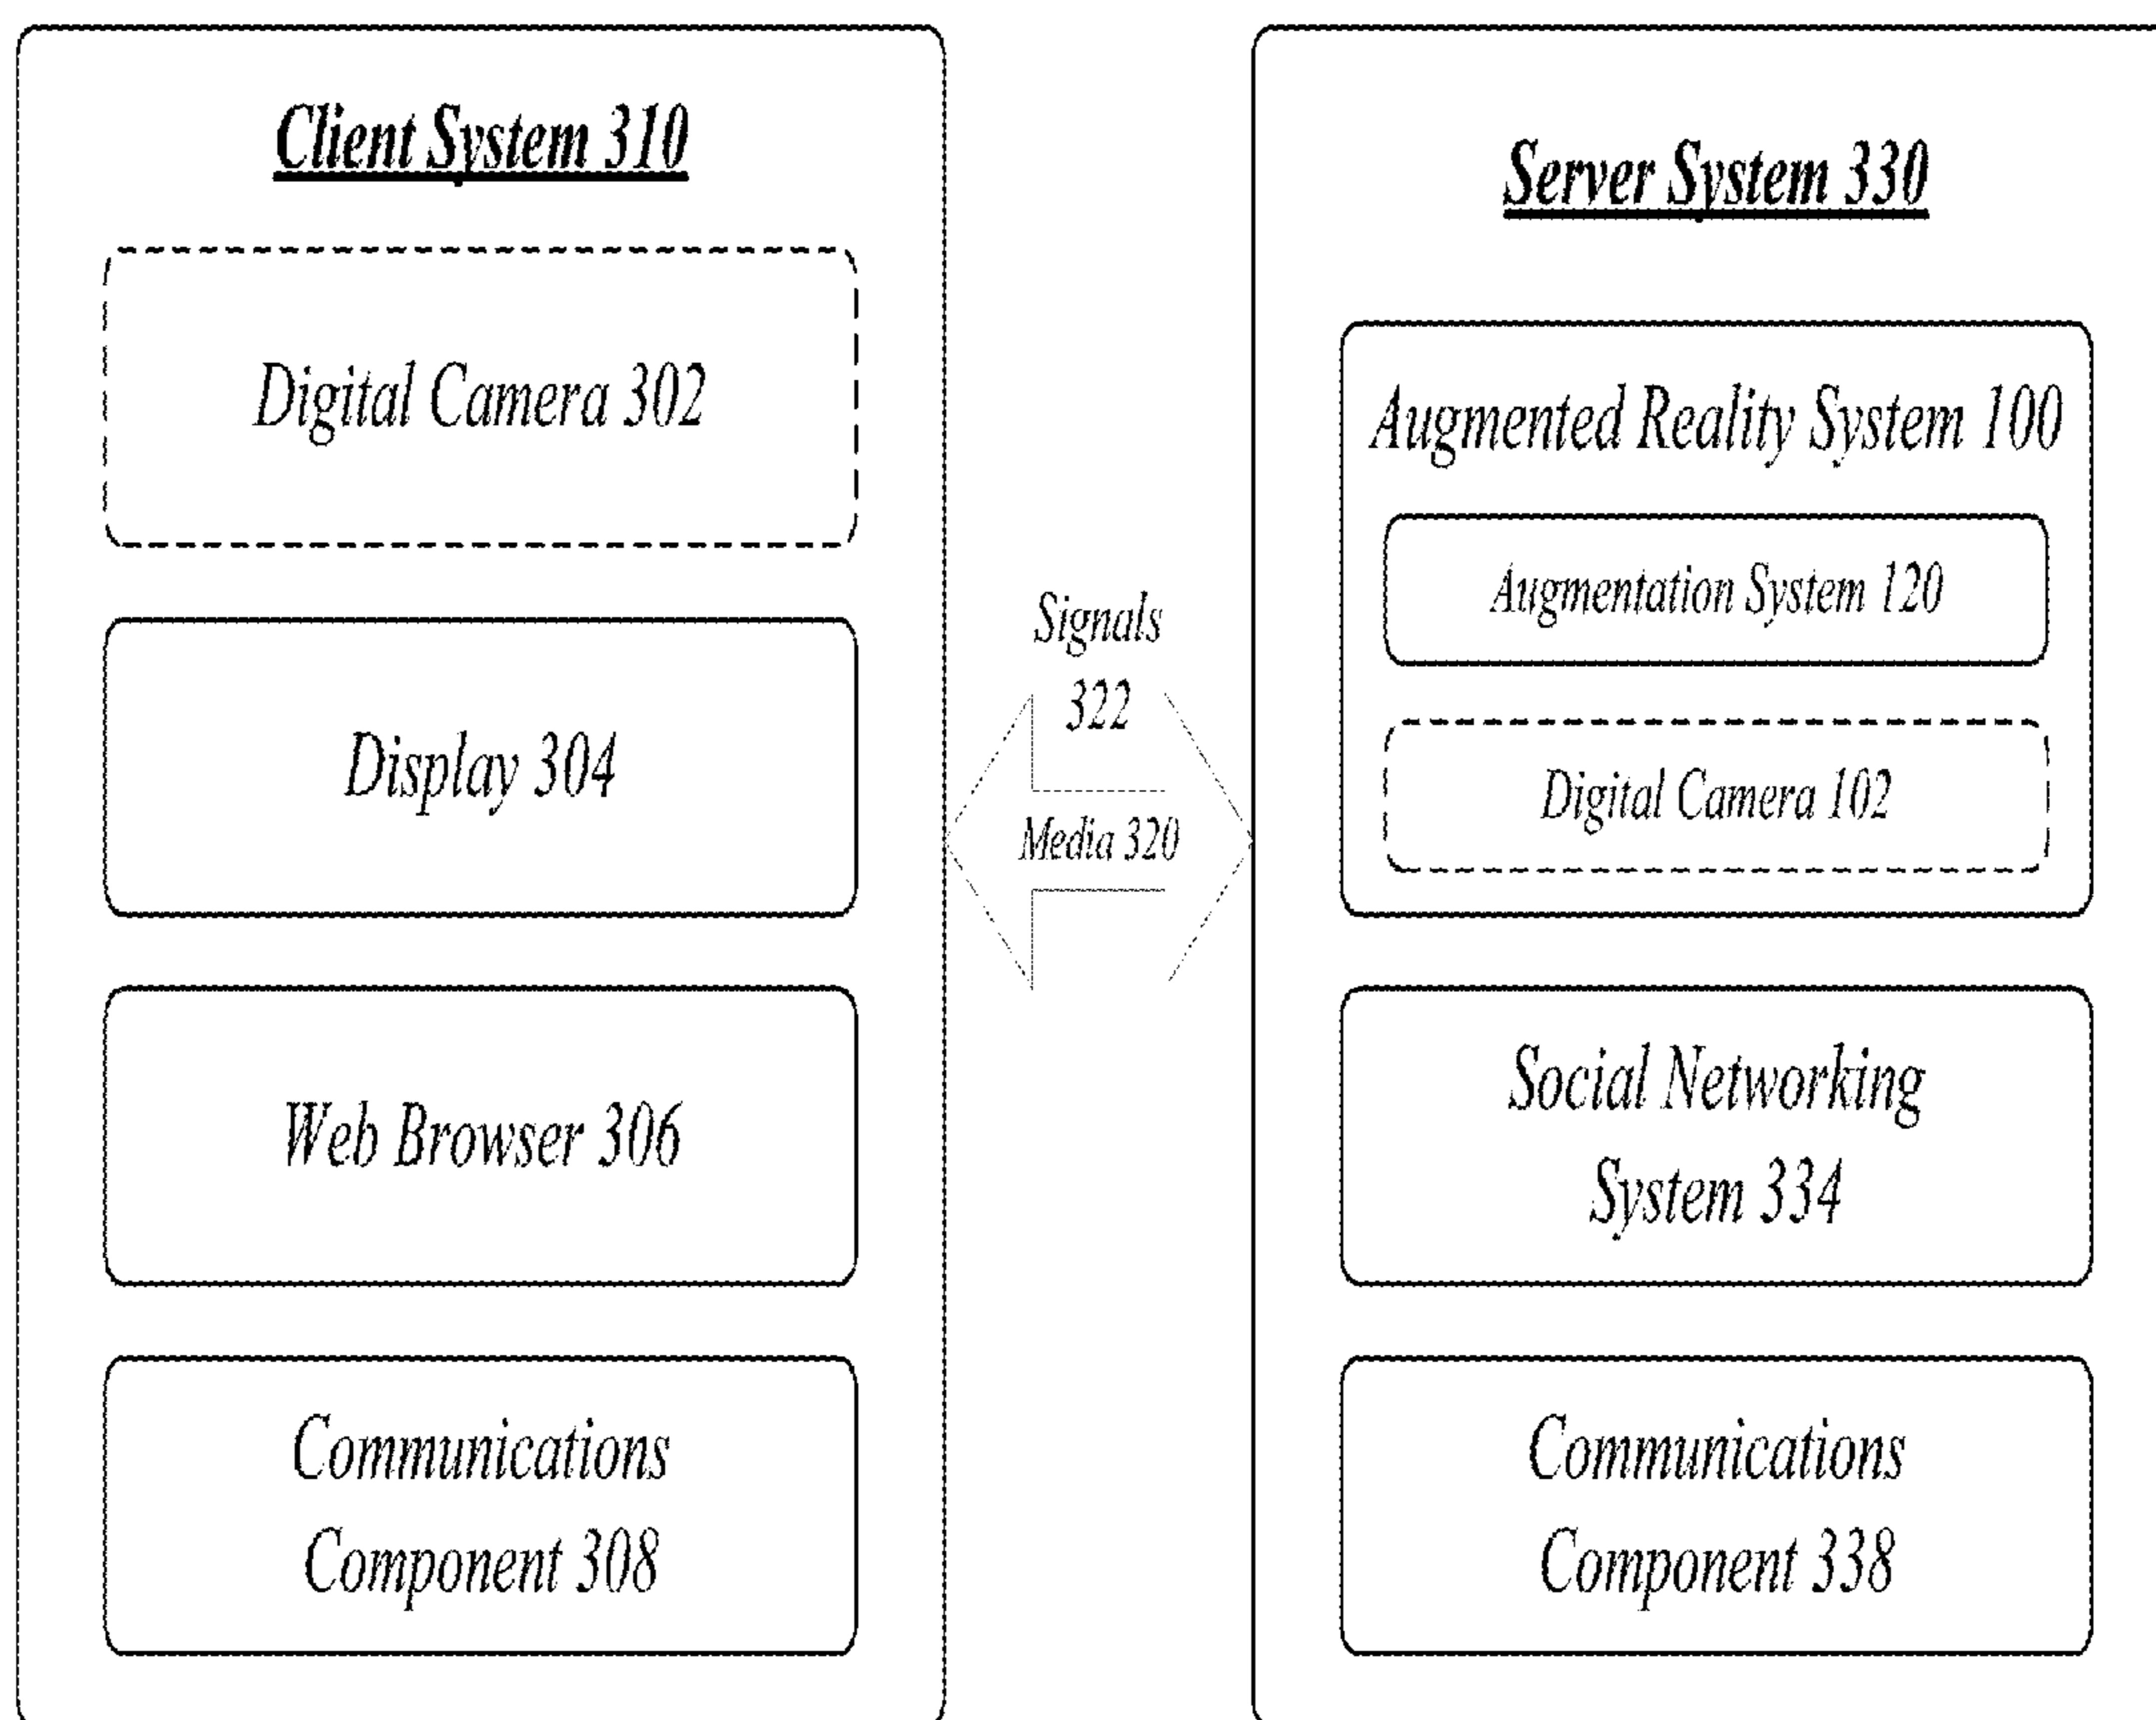 Client System 310
Digital Camera 302
Display 304
Web Browser 306
Communications
Component 308
Signals
322
Media 320
Server System 330
Augmented Reality System 100
Augmentation System 120
Digital Camera 102
Social Networking
System 334
Communications
Component 338